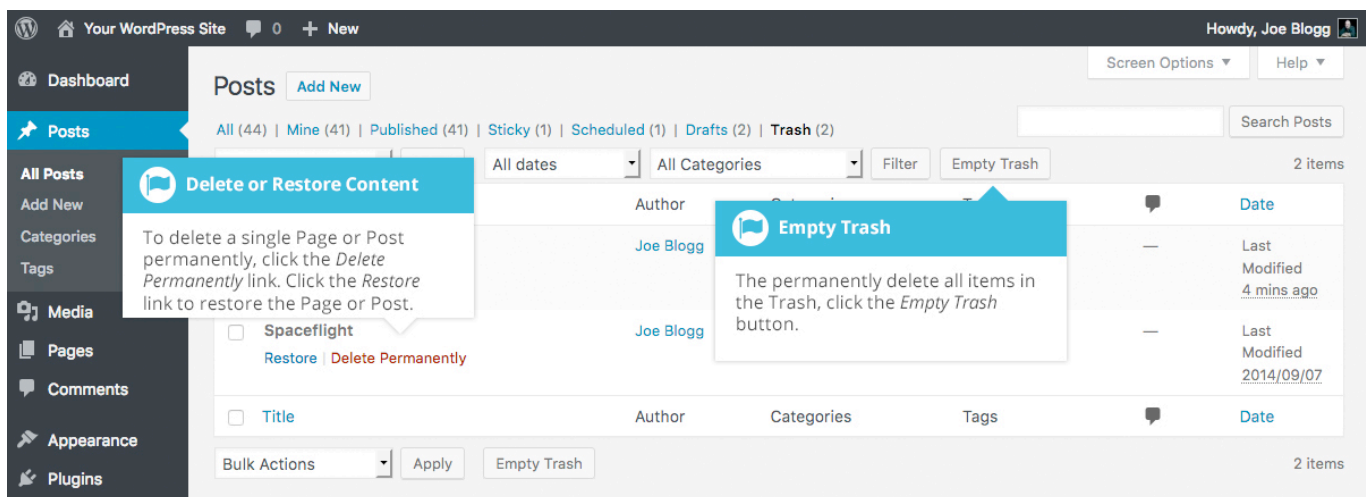 Your WordPress Site 0 + New Howdy, Joe Blogg
Dashboard
Posts
All Posts
Add New
Categories
Tags
Media
Pages
Comments
Appearance
Plugins
Screen Options ▼ Help ▼
Posts Add New
All (44) | Mine (41) | Published (41) | Sticky (1) | Scheduled (1) | Drafts (2) | Trash (2)
Search Posts
All dates All Categories Filter Empty Trash 2 items
Author Date
Joe Blogg — Last
Modified
4 mins ago
Delete or Restore Content
To delete a single Page or Post
permanently, click the Delete
Permanently link. Click the Restore
link to restore the Page or Post.
Empty Trash
The permanently delete all items in
the Trash, click the Empty Trash
button.
Spaceflight Joe Blogg — Last
Restore | Delete Permanently Modified
2014/09/07
Title Author Categories Tags Date
Bulk Actions Apply Empty Trash 2 items